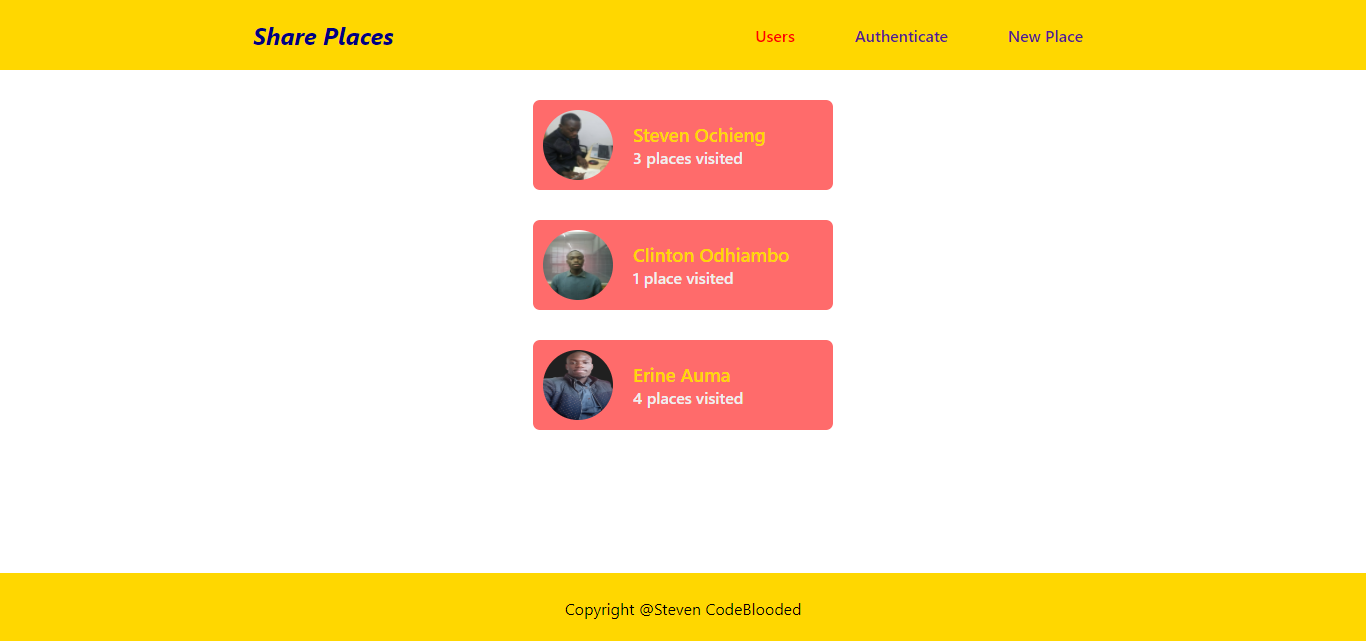 Share Places
Users
Authenticate
New Place
Steven Ochieng
3 places visited
Clinton Odhiambo
1 place visited
Erine Auma
4 places visited
Copyright @Steven CodeBlooded